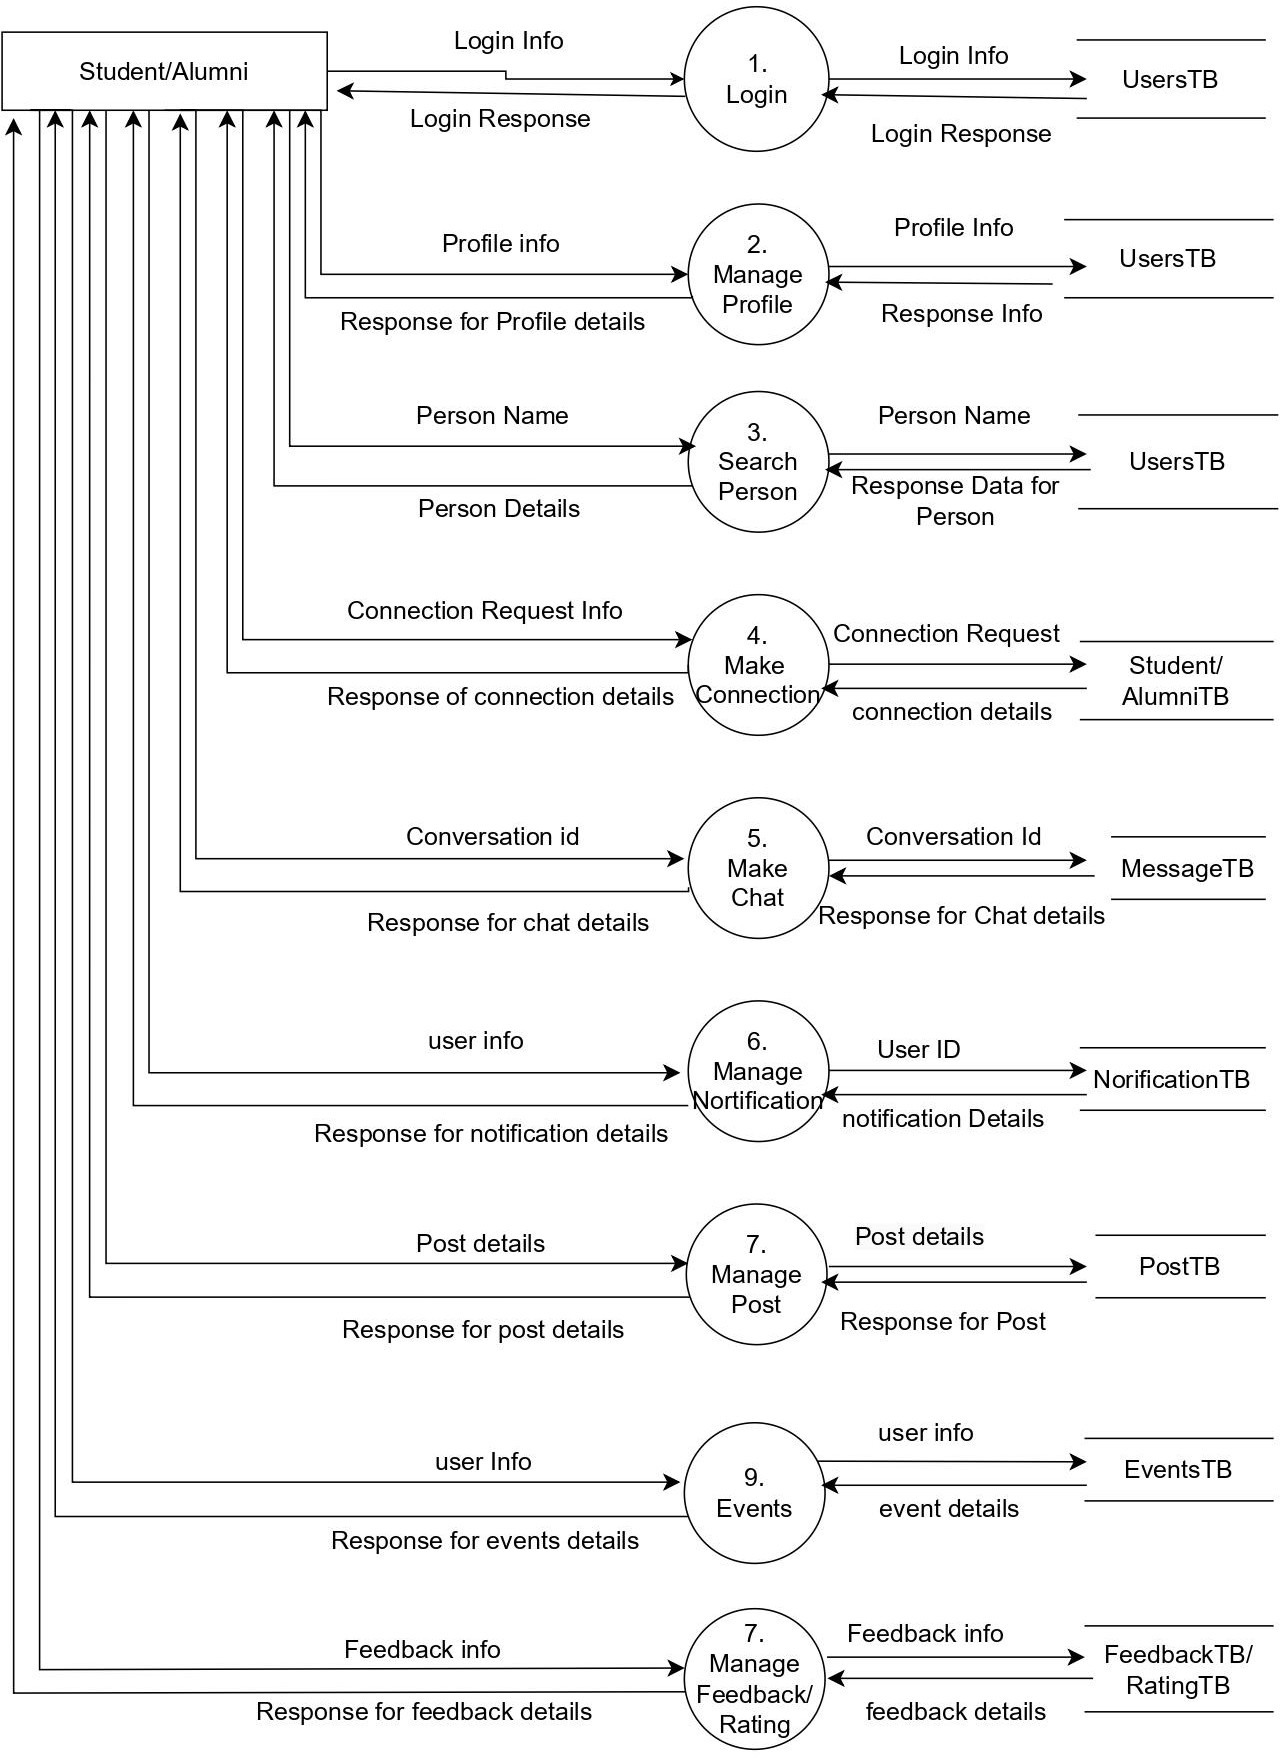 Student/Alumni
Login Info
Login Response
1.
Login
Login Info
Login Response
UsersTB
Profile info
Response for Profile details
2.
Manage
Profile
Profile Info
Response Info
UsersTB
Person Name
Person Details
3.
Search
Person
Person Name
Response Data for
Person
UsersTB
Connection Request Info
Response of connection details
4.
Make
Connection
Connection Request
connection details
Student/
AlumniTB
Conversation id
Response for chat details
5.
Make
Chat
Conversation Id
Response for Chat details
MessageTB
user info
Response for notification details
6.
Manage
Nortification
User ID
notification Details
NorificationTB
Post details
Response for post details
7.
Manage
Post
Post details
Response for Post
PostTB
user Info
Response for events details
9.
Events
user info
event details
EventsTB
Feedback info
Response for feedback details
7.
Manage
Feedback/
Rating
Feedback info
feedback details
FeedbackTB/
RatingTB